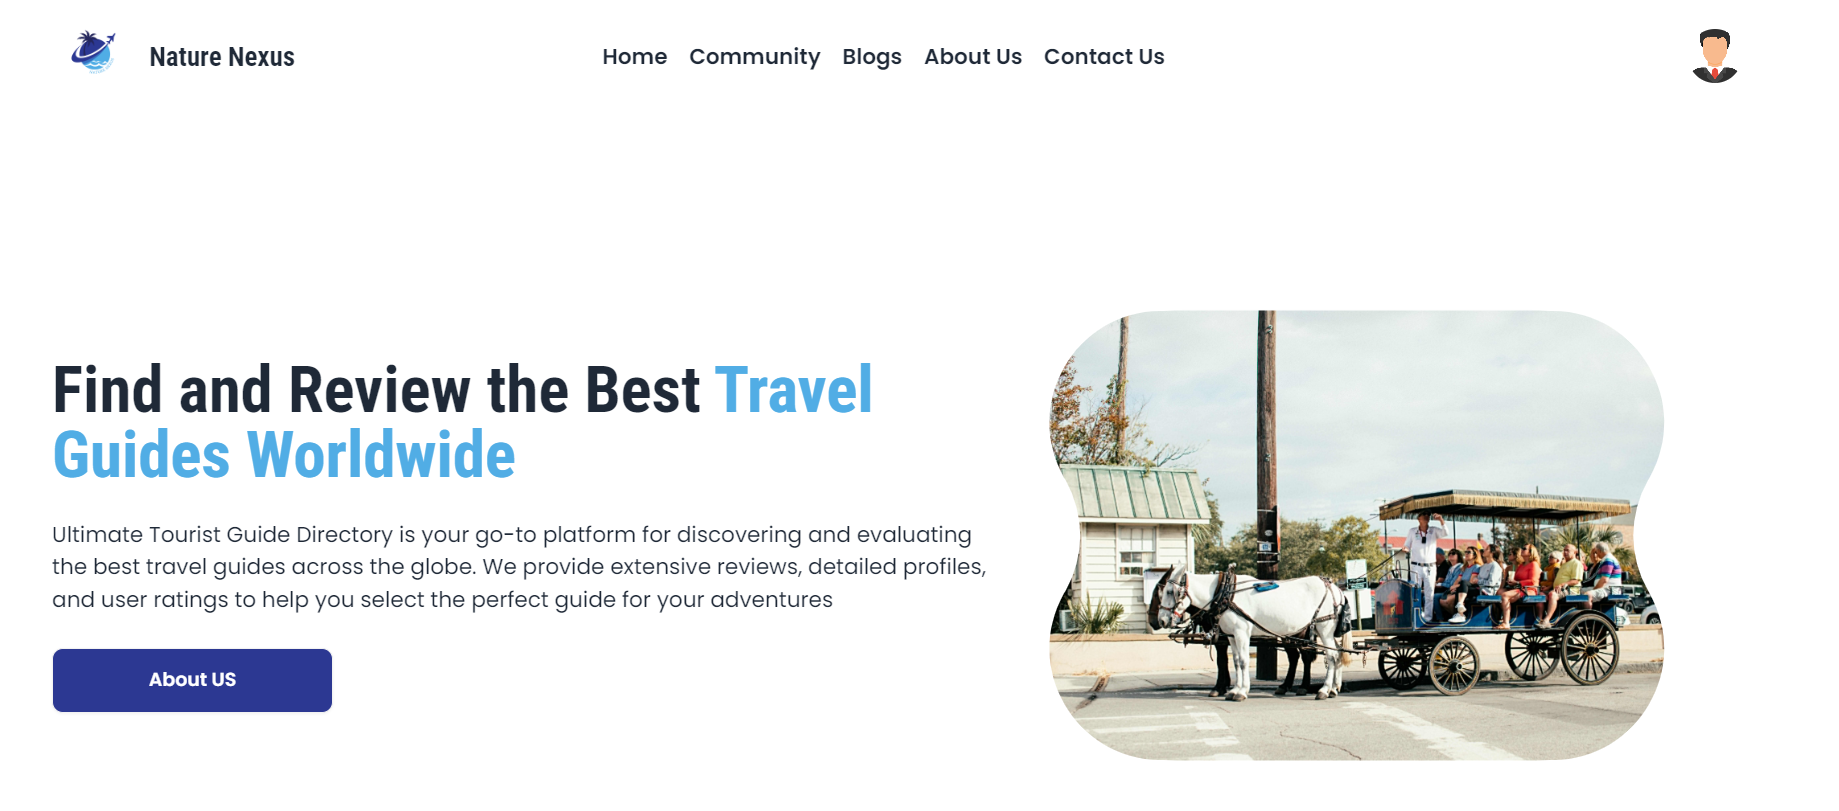 Nature Nexus
Home Community Blogs About Us Contact Us
Find and Review the Best Travel
Guides Worldwide
Ultimate Tourist Guide Directory is your go-to platform for discovering and evaluating
the best travel guides across the globe. We provide extensive reviews, detailed profiles,
and user ratings to help you select the perfect guide for your adventures
About US